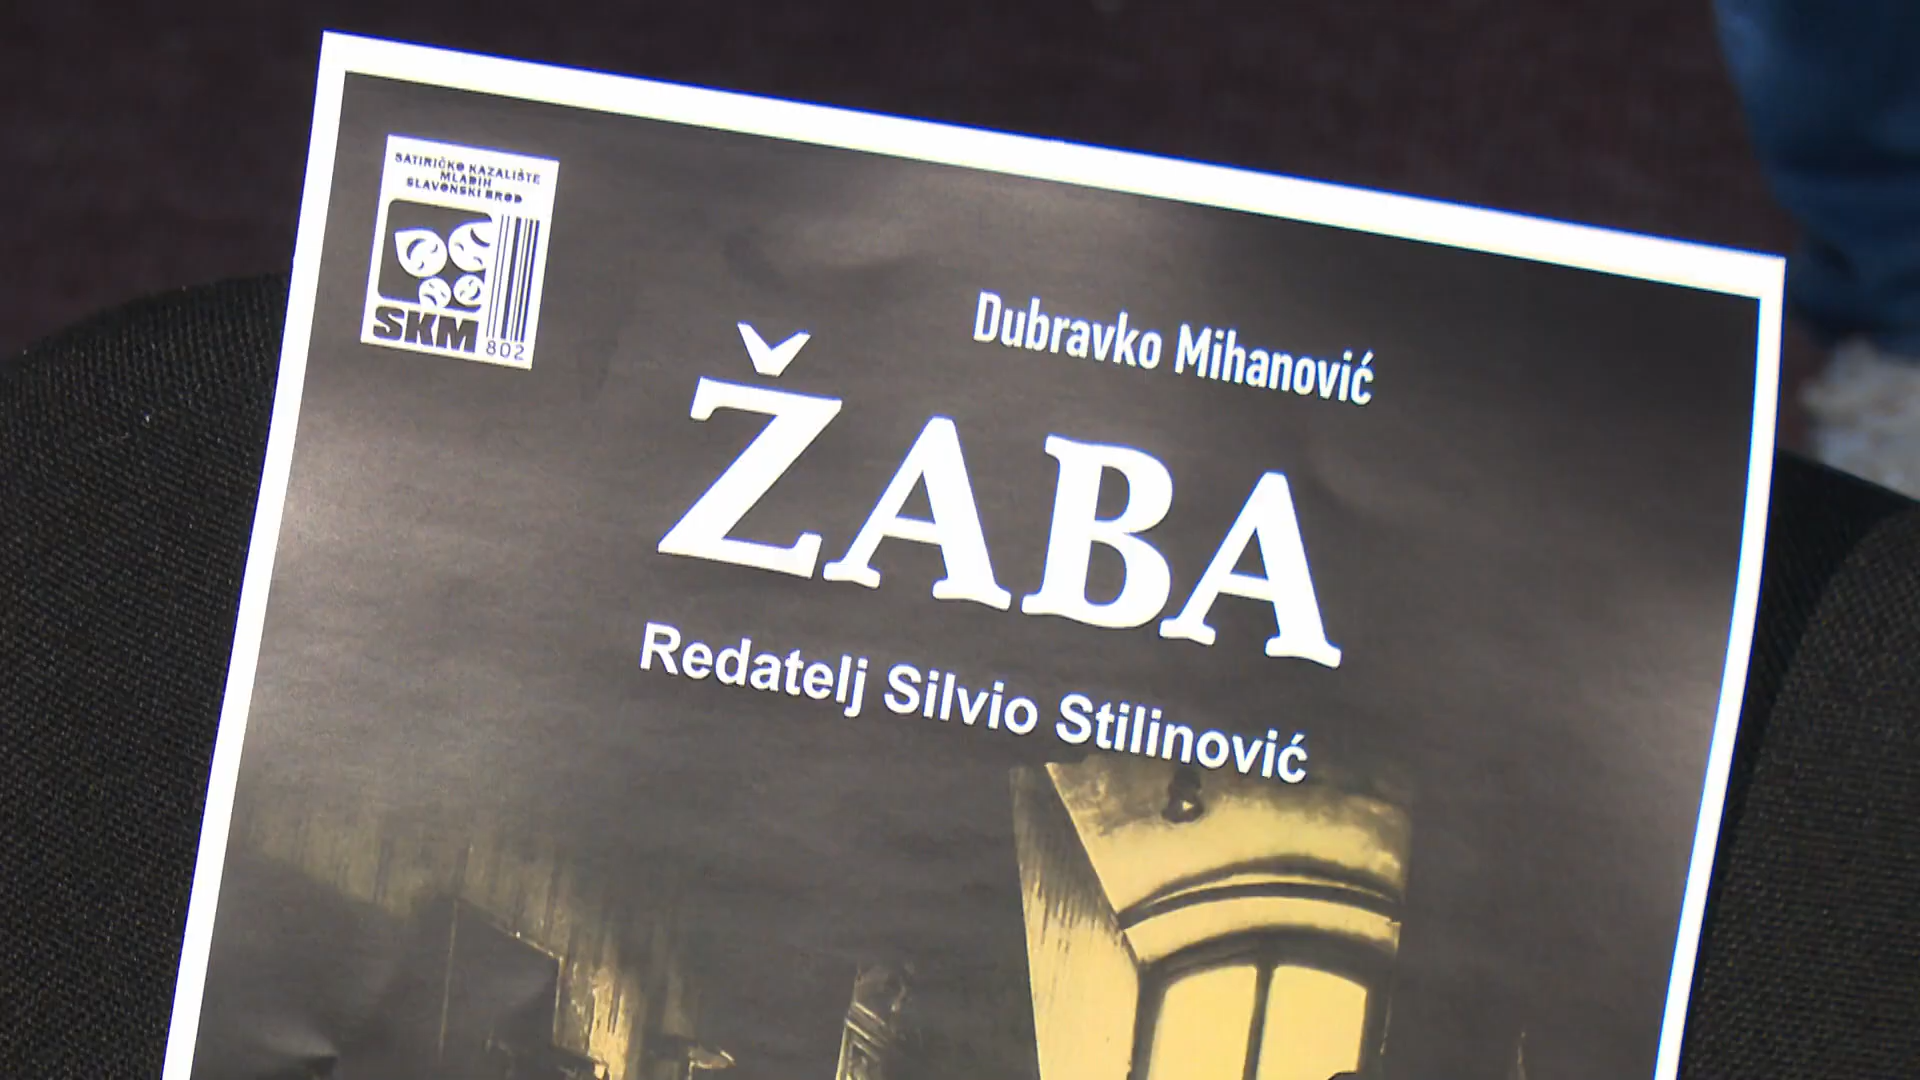 SATIRIČKO KAZALIŠTE
MLADIH
SLAVONSKI BROD
SKM
802
Dubravko Mihanović
ŽABA
Redatelj Silvio Stilinović